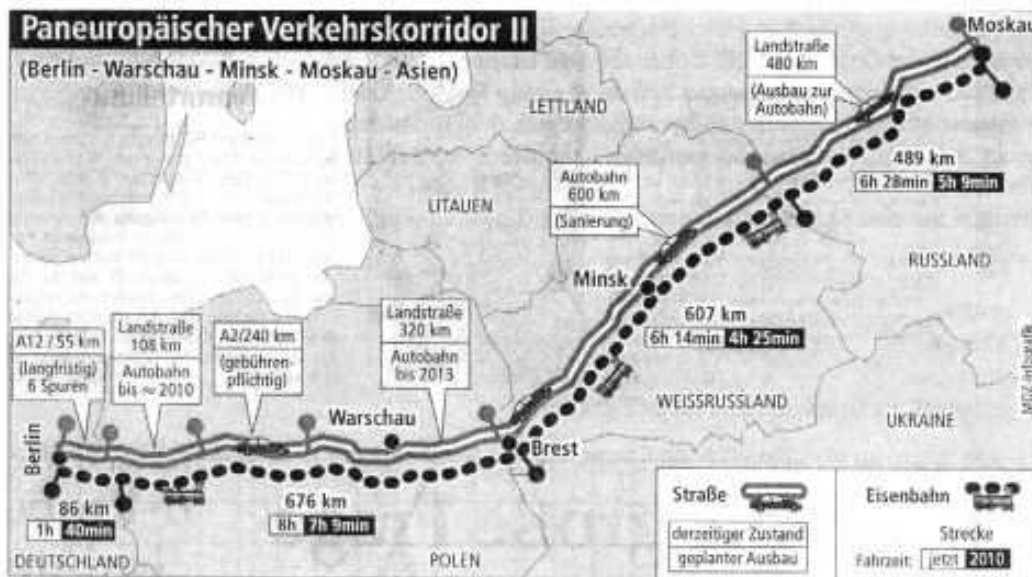 Paneuropäischer Verkehrskorridor II
(Berlin - Warschau - Minsk - Moskau - Asien)
Moskau
Landstraße
480 km
(Ausbau zur
Autobahn)
LETTLAND
489 km
6h 28min 5h 9min
Autobahn
600 km
(Sanierung)
LITAUEN
RUSSLAND
Minsk
607 km
6h 14min 4h 25min
A12 / 55 km
(langfristig)
6 Spuren
Landstraße
108 km
Autobahn
bis ≈ 2010
A2/240 km
(gebühren-
pflichtig)
Landstraße
320 km
Autobahn
bis 2013
WEISSRUSSLAND
UKRAINE
Warschau
Berlin
Brest
86 km
1h 40min
676 km
8h 7h 9min
DEUTSCHLAND
POLEN
Straße
derzeitiger Zustand
geplanter Ausbau
Eisenbahn
Strecke
Fahrzeit: jetzt 2010